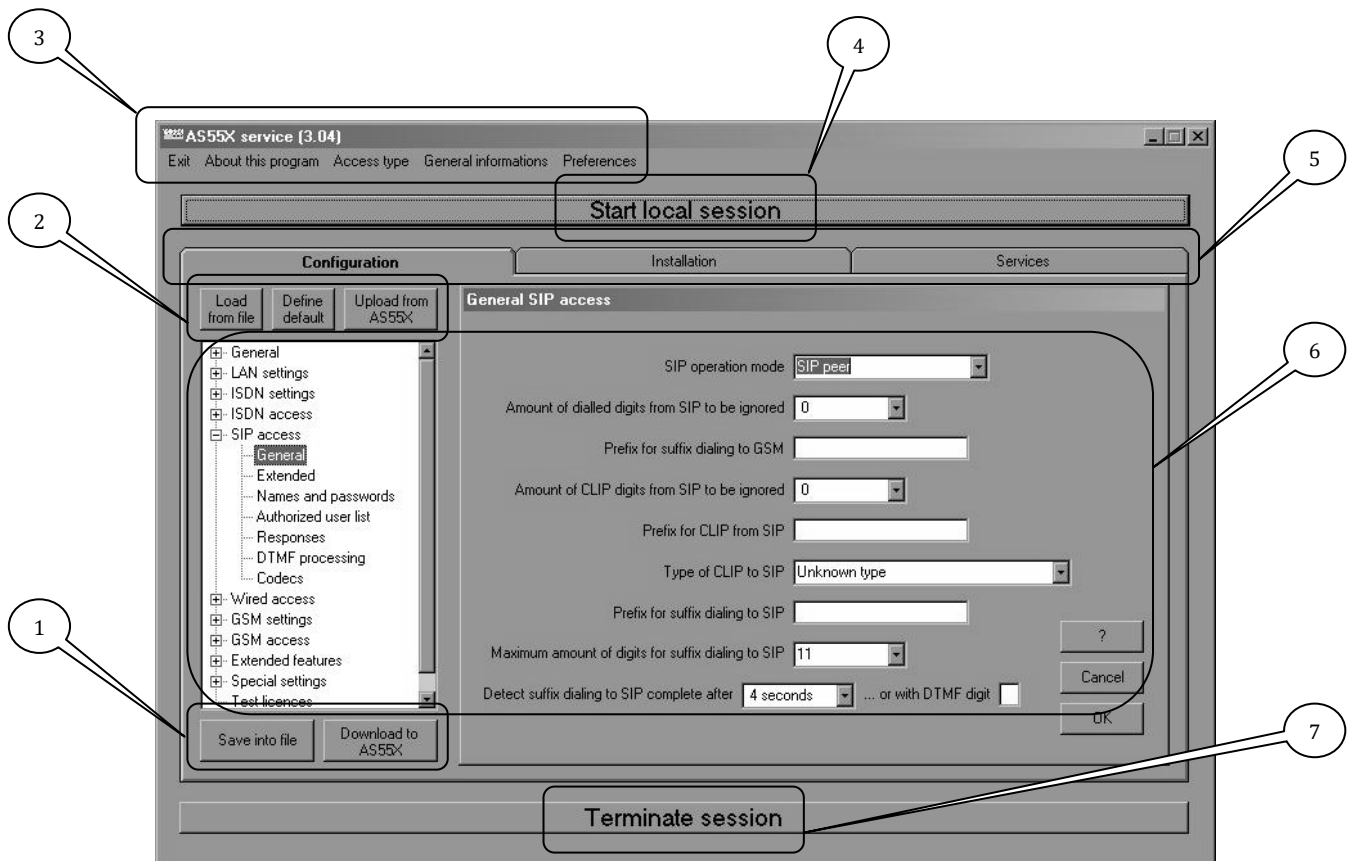 3
4
AS55X service (3.04)
Exit About this program Access type General informations Preferences
5
Start local session
2
Configuration Installation Services
Load from file
Define default
Upload from AS55X
General SIP access
General
LAN settings
ISDN settings
ISDN access
SIP access
General
Extended
Names and passwords
Authorized user list
Responses
DTMF processing
Codecs
Wired access
GSM settings
GSM access
Extended features
Special settings
Test licences
SIP operation mode SIP peer
6
Amount of dialled digits from SIP to be ignored 0
Prefix for suffix dialing to GSM
Amount of CLIP digits from SIP to be ignored 0
Prefix for CLIP from SIP
Type of CLIP to SIP Unknown type
Prefix for suffix dialing to SIP
Maximum amount of digits for suffix dialing to SIP 11
Detect suffix dialing to SIP complete after 4 seconds ... or with DTMF digit
?
Cancel
OK
1
Save into file
Download to AS55X
7
Terminate session